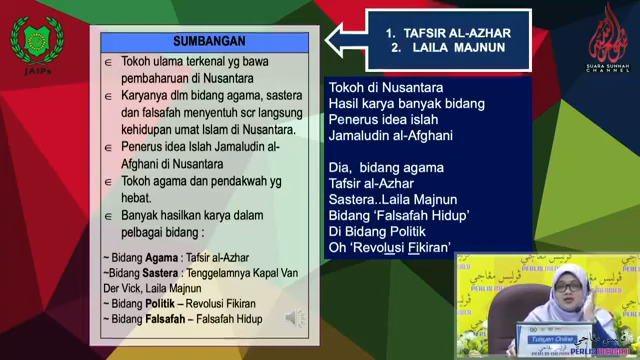 JAIPs
SUMBANGAN
∈ Tokoh ulama terkenal yg bawa
pembaharuan di Nusantara
∈ Karyanya dlm bidang agama, sastera
dan falsafah menyentuh scr langsung
kehidupan umat Islam di Nusantara.
∈ Penerus idea Islah Jamaludin al-
Afghani di Nusantara
∈ Tokoh agama dan pendakwah yg
hebat.
∈ Banyak hasilkan karya dalam
pelbagai bidang :
~ Bidang Agama : Tafsir al-Azhar
~Bidang Sastera : Tenggelamnya Kapal Van
Der Vick, Laila Majnun
~ Bidang Politik – Revolusi Fikiran
~ Bidang Falsafah – Falsafah Hidup
1. TAFSIR AL-AZHAR
2. LAILA MAJNUN
Tokoh di Nusantara
Hasil karya banyak bidang
Penerus idea islah
Jamaluddin al-Afghani
Dia, bidang agama
Tafsir al-Azhar
Sastera..Laila Majnun
Bidang ‘Falsafah Hidup’
Di Bidang Politik
Oh ‘Revolusi Fikiran’
SUARA SUNNAH
CHANNEL
Tutisyen Online